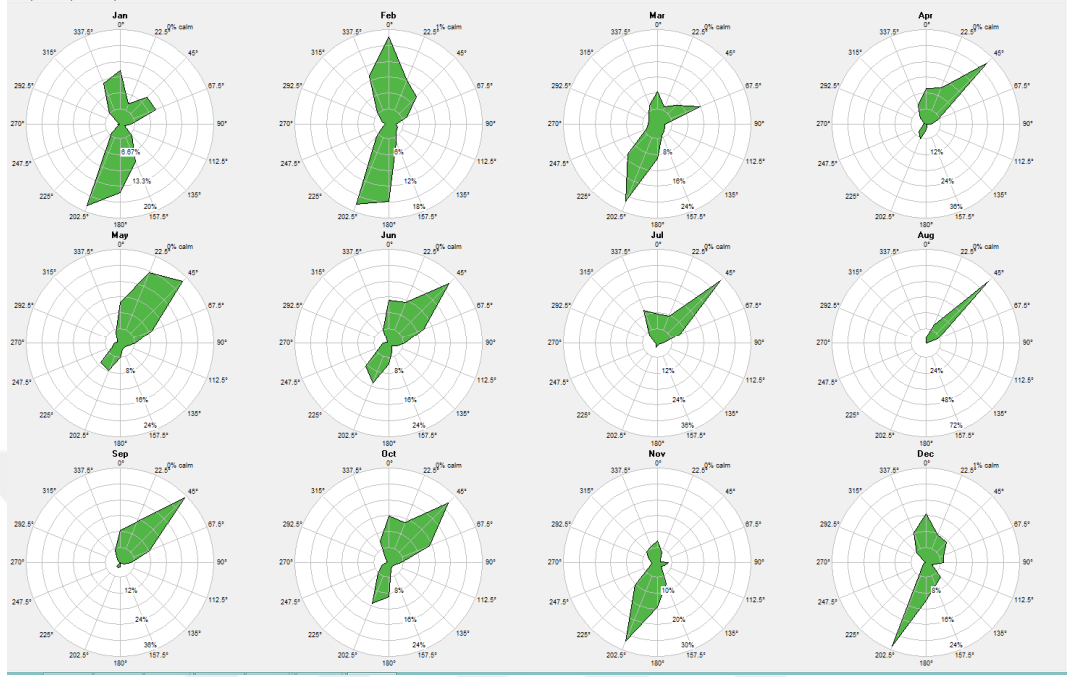 Jan Feb Mar Apr
0° 0° 0° 0°
337.5° 22.5° 0% calm 337.5° 22.5° 1% calm 337.5° 22.5° 0% calm 337.5° 22.5° 0% calm
315° 45° 315° 45° 315° 45° 315° 45°
292.5° 67.5° 292.5° 67.5° 292.5° 67.5° 292.5° 67.5°
270° 90° 270° 90° 270° 90° 270° 90°
6.67% 6% 8% 12%
247.5° 112.5° 247.5° 112.5° 247.5° 112.5° 247.5° 112.5°
13.3% 12% 16% 24%
225° 135° 225° 135° 225° 135° 225° 135°
20% 18% 24% 36%
202.5° 157.5° 202.5° 157.5° 202.5° 157.5° 202.5° 157.5°
180° 180° 180° 180°
May Jun Jul Aug
0° 0° 0° 0°
337.5° 22.5° 0% calm 337.5° 22.5° 0% calm 337.5° 22.5° 0% calm 337.5° 22.5° 0% calm
315° 45° 315° 45° 315° 45° 315° 45°
292.5° 67.5° 292.5° 67.5° 292.5° 67.5° 292.5° 67.5°
270° 90° 270° 90° 270° 90° 270° 90°
8% 8% 12% 24%
247.5° 112.5° 247.5° 112.5° 247.5° 112.5° 247.5° 112.5°
16% 16% 24% 48%
225° 135° 225° 135° 225° 135° 225° 135°
24% 24% 36% 72%
202.5° 157.5° 202.5° 157.5° 202.5° 157.5° 202.5° 157.5°
180° 180° 180° 180°
Sep Oct Nov Dec
0° 0° 0° 0°
337.5° 22.5° 0% calm 337.5° 22.5° 0% calm 337.5° 22.5° 0% calm 337.5° 22.5° 1% calm
315° 45° 315° 45° 315° 45° 315° 45°
292.5° 67.5° 292.5° 67.5° 292.5° 67.5° 292.5° 67.5°
270° 90° 270° 90° 270° 90° 270° 90°
12% 8% 10% 8%
247.5° 112.5° 247.5° 112.5° 247.5° 112.5° 247.5° 112.5°
24% 16% 20% 16%
225° 135° 225° 135° 225° 135° 225° 135°
36% 24% 30% 24%
202.5° 157.5° 202.5° 157.5° 202.5° 157.5° 202.5° 157.5°
180° 180° 180° 180°